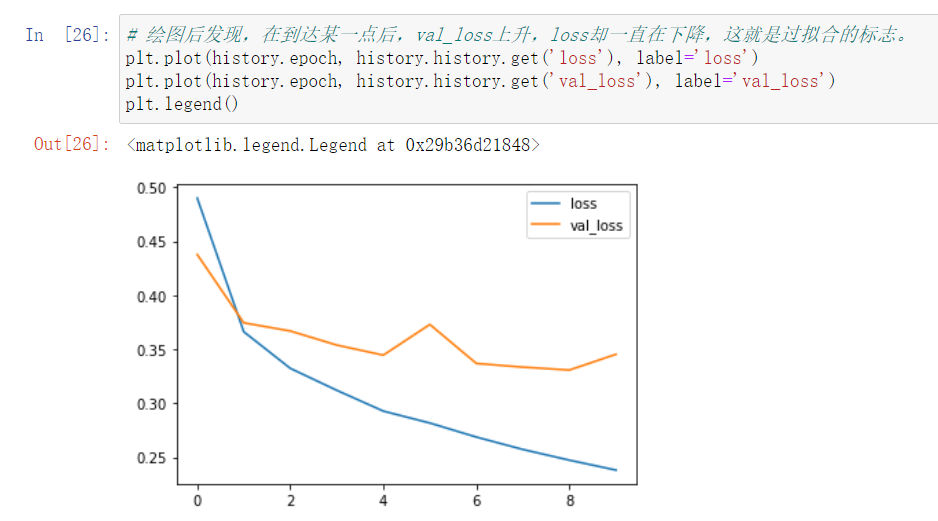 In [26]: # 绘图后发现，在到达某一点后，val_loss上升，loss却一直在下降，这就是过拟合的标志。
plt.plot(history.epoch, history.history.get('loss'), label='loss')
plt.plot(history.epoch, history.history.get('val_loss'), label='val_loss')
plt.legend()
Out[26]: <matplotlib.legend.Legend at 0x29b36d21848>
loss
val_loss
0.50
0.45
0.40
0.35
0.30
0.25
0 2 4 6 8